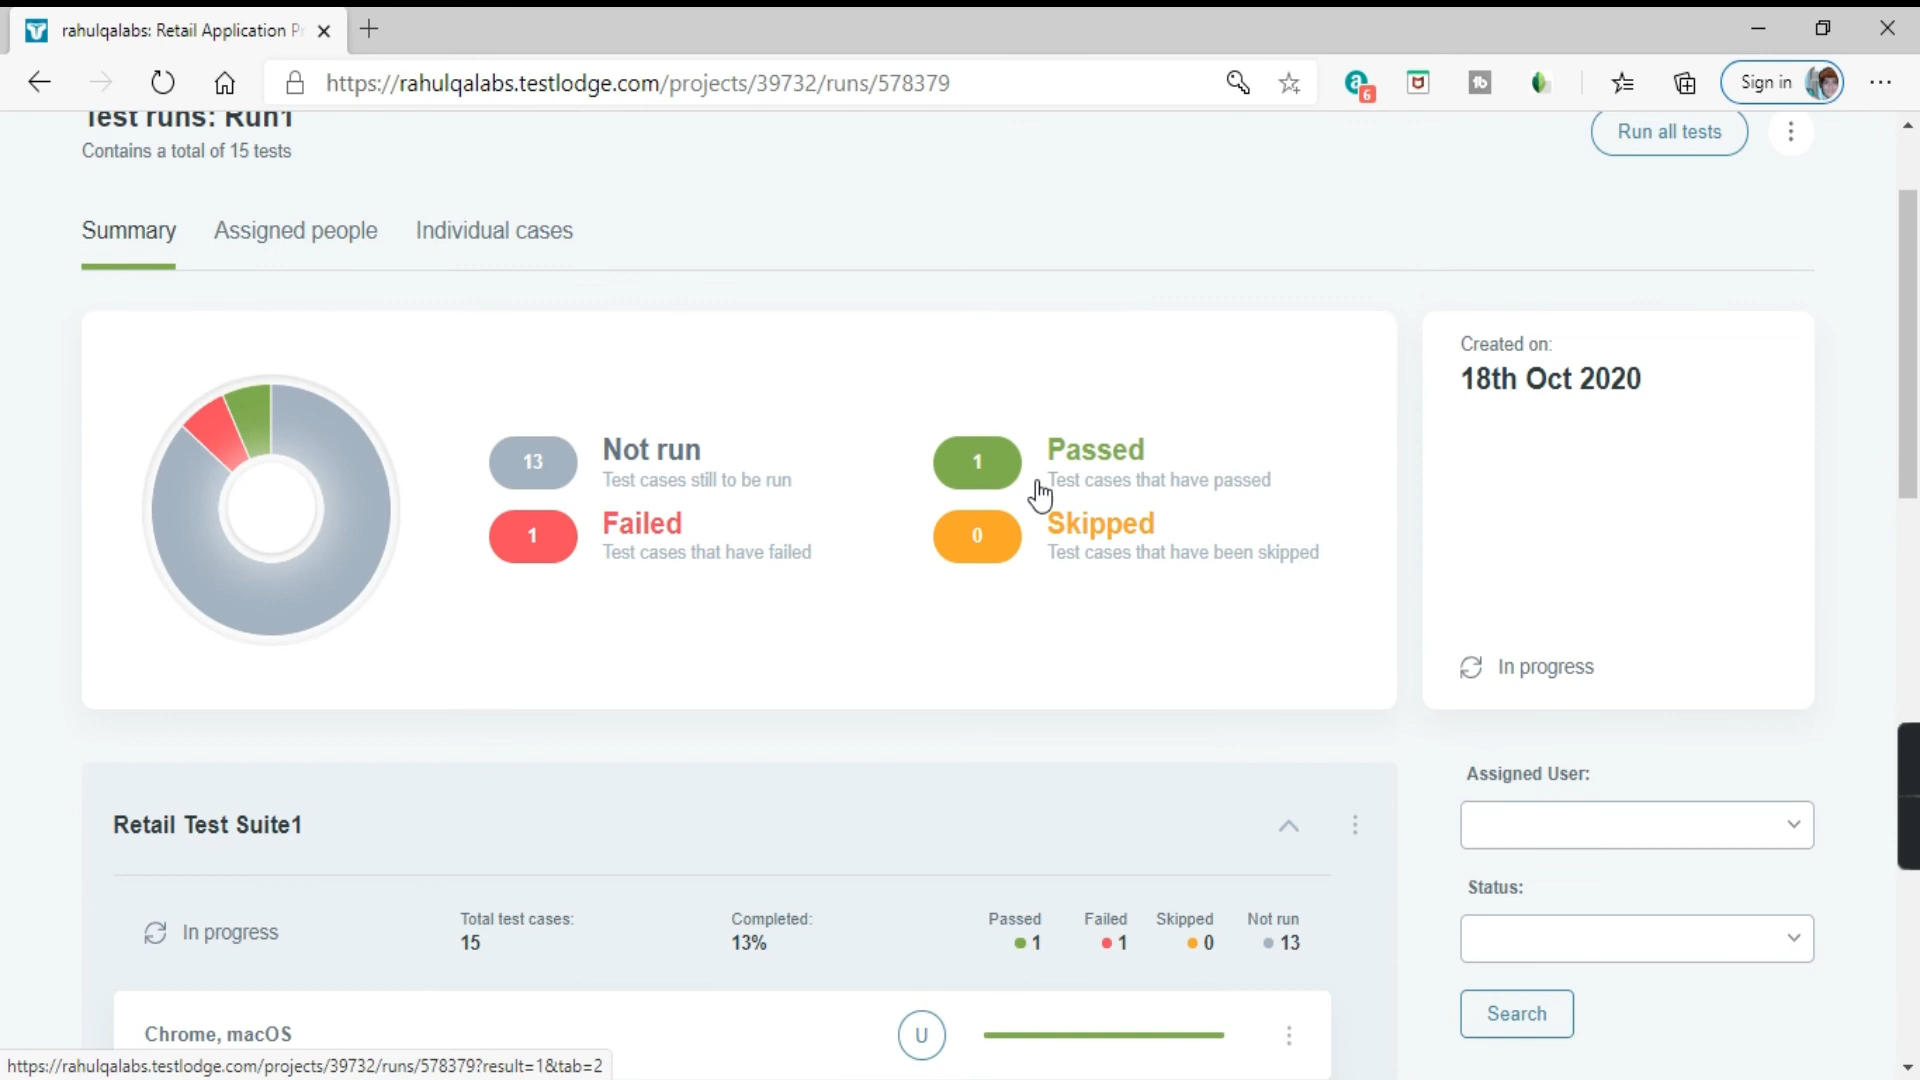 rahulqalabs: Retail Application P
https://rahulqalabs.testlodge.com/projects/39732/runs/578379
6
Sign in
Test runs: Run1
Contains a total of 15 tests
Run all tests
Summary
Assigned people
Individual cases
13
Not run
Test cases still to be run
1
Passed
Test cases that have passed
1
Failed
Test cases that have failed
0
Skipped
Test cases that have been skipped
Created on:
18th Oct 2020
In progress
Retail Test Suite1
In progress
Total test cases:
15
Completed:
13%
Passed
1
Failed
1
Skipped
0
Not run
13
Chrome, macOS
U
Assigned User:
Status:
Search
https://rahulqalabs.testlodge.com/projects/39732/runs/578379?result=1&tab=2